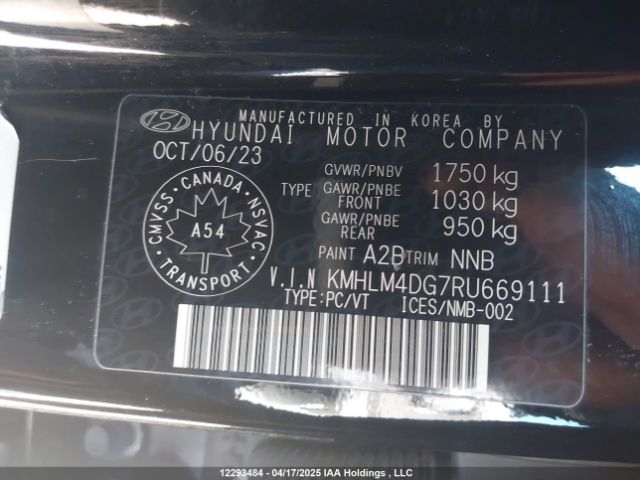 MANUFACTURED IN KOREA BY
HYUNDAI MOTOR COMPANY
OCT/06/23
GVWR/PNBV 1750 kg
TYPE GAWR/PNBE FRONT 1030 kg
GAWR/PNBE REAR 950 kg
PAINT A2B TRIM NNB
CANADA
CMVSS NSVAC
A54
TRANSPORT
V.I.N KMHLM4DG7RU669111
TYPE:PC/VT ICES/NMB-002
12293484 - 04/17/2025 IAA Holdings , LLC